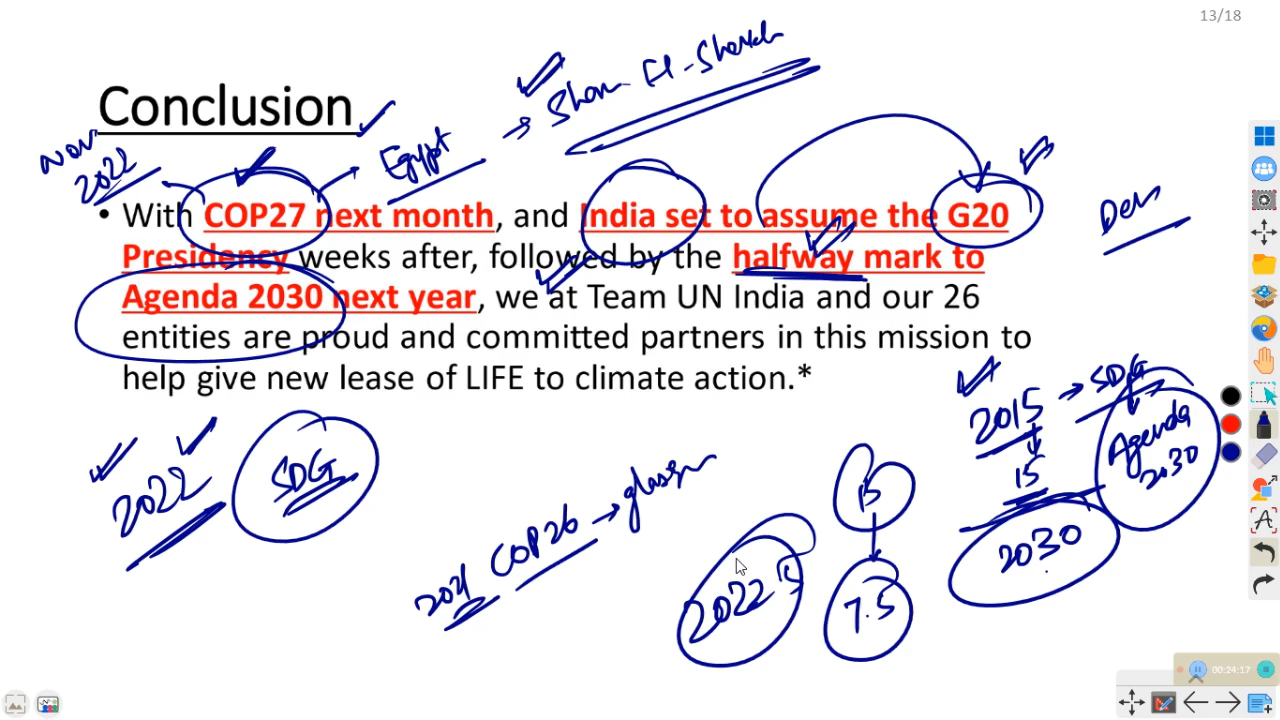 13/18
Conclusion
Sham El-Sheikh
Egypt
Nov
2022
• With COP27 next month, and India set to assume the G20
Presidency weeks after, followed by the halfway mark to
Agenda 2030 next year, we at Team UN India and our 26
entities are proud and committed partners in this mission to
help give new lease of LIFE to climate action.*
2015 → SDG
15
Agenda
2030
2030
2022
SDG
2021 COP26 →
15
7.5
2022
00:24:17